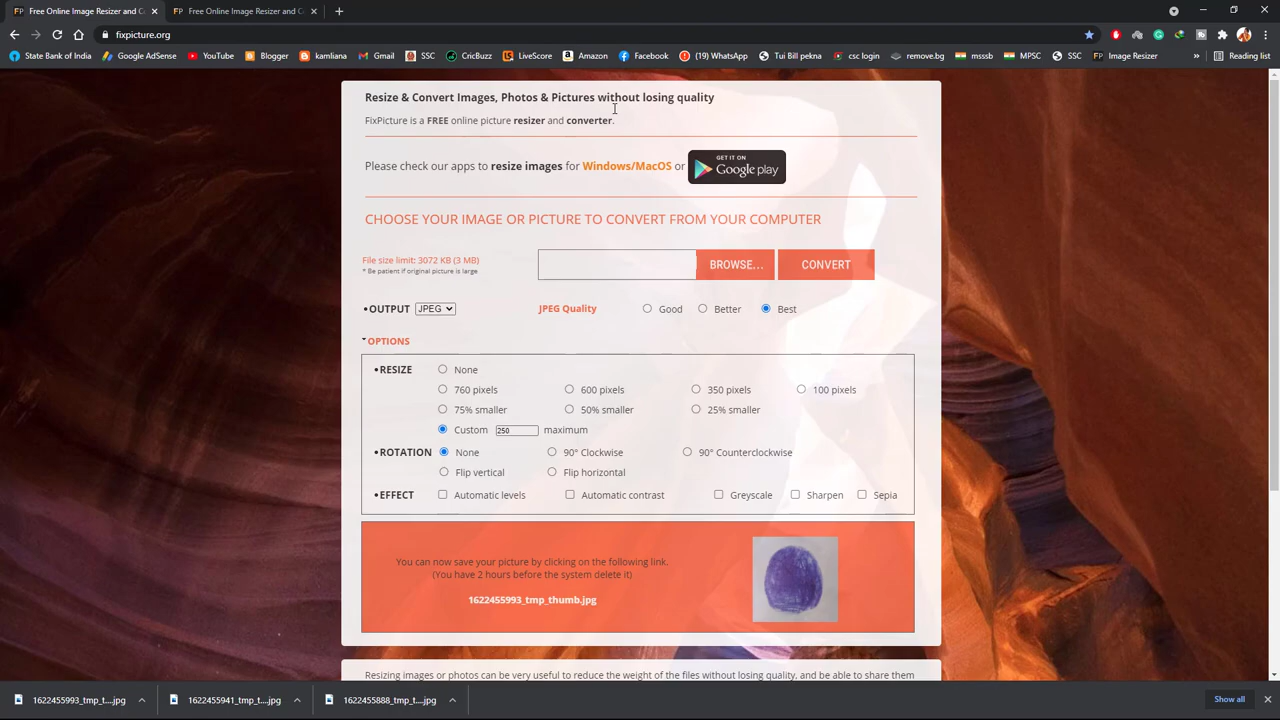 FixPicture - Free Online Image Resizer and C
FixPicture - Free Online Image Resizer and C
fixpicture.org
State Bank of India
Google AdSense
YouTube
Blogger
kamliana
Gmail
SSC
CricBuzz
LiveScore
Amazon
Facebook
(19) WhatsApp
Tui Bill pekna
csc login
remove.bg
mssb
MPSC
SSC
Image Resizer
Reading list
Resize & Convert Images, Photos & Pictures without losing quality
FixPicture is a FREE online picture resizer and converter.
Please check our apps to resize images for Windows/MacOS or GET IT ON Google play
CHOOSE YOUR IMAGE OR PICTURE TO CONVERT FROM YOUR COMPUTER
File size limit: 3072 KB (3 MB)
* Be patient if original picture is large
BROWSE... CONVERT
•OUTPUT JPEG JPEG Quality Good Better Best
OPTIONS
•RESIZE None
760 pixels 600 pixels 350 pixels 100 pixels
75% smaller 50% smaller 25% smaller
Custom 250 maximum
•ROTATION None 90° Clockwise 90° Counterclockwise
Flip vertical Flip horizontal
•EFFECT Automatic levels Automatic contrast Greyscale Sharpen Sepia
You can now save your picture by clicking on the following link.
(You have 2 hours before the system delete it)
1622455993_tmp_thumb.jpg
Resizing images or photos can be very useful to reduce the weight of the files without losing quality, and be able to share them
1622455993_tmp_t....jpg
1622455941_tmp_t....jpg
1622455888_tmp_t....jpg
Show all